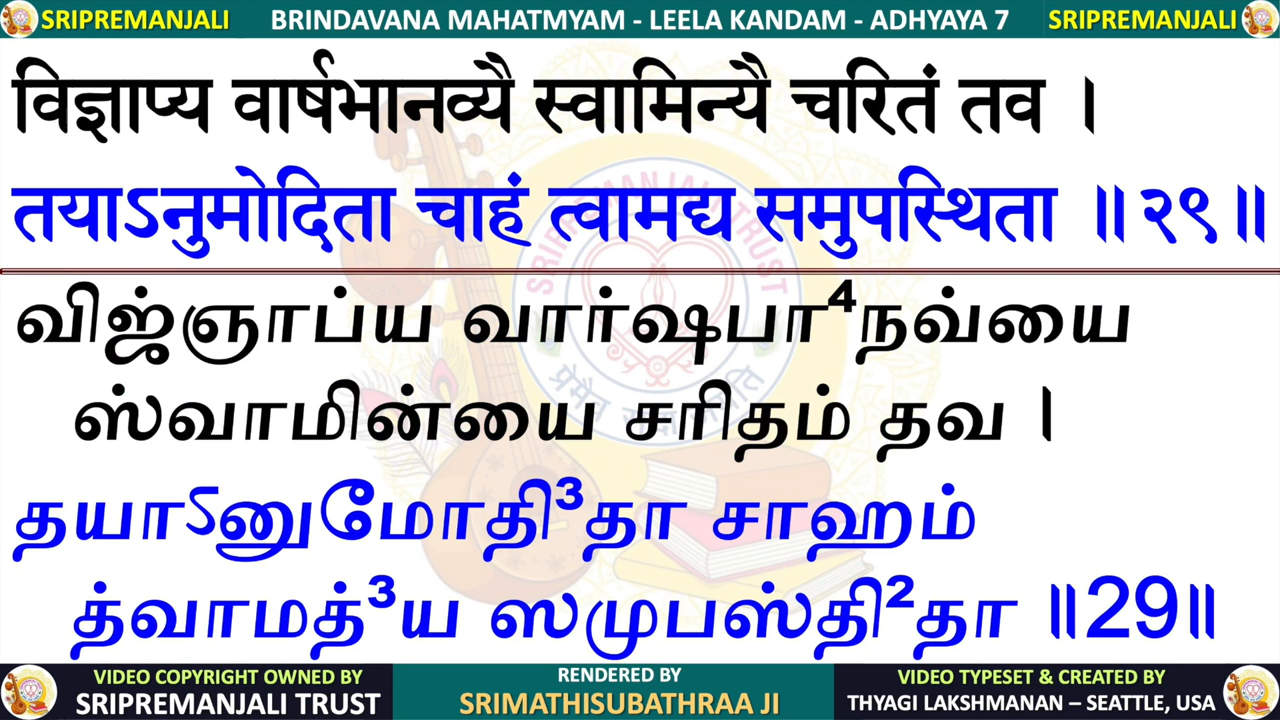 SRIPREMANJALI BRINDAVANA MAHATMYAM - LEELA KANDAM - ADHYAYA 7 SRIPREMANJALI
विज्ञाप्य वार्षभानव्यै स्वामिन्यै चरितं तव ।
तयाऽनुमोदिता चाहं त्वामद्य समुपस्थिता ॥२९॥
விஜ்ஞாப்ய வார்ஷபா⁴நவ்யை
ஸ்வாமின்யை சரிதம் தவ ।
தயாऽனுமோதி³தா சாஹம்
த்வாமத்³ய ஸமுபஸ்தி²தா ॥29॥
VIDEO COPYRIGHT OWNED BY
SRIPREMANJALI TRUST
RENDERED BY
SRIMATHISUBATHRAA JI
VIDEO TYPESET & CREATED BY
THYAGI LAKSHMANAN – SEATTLE, USA